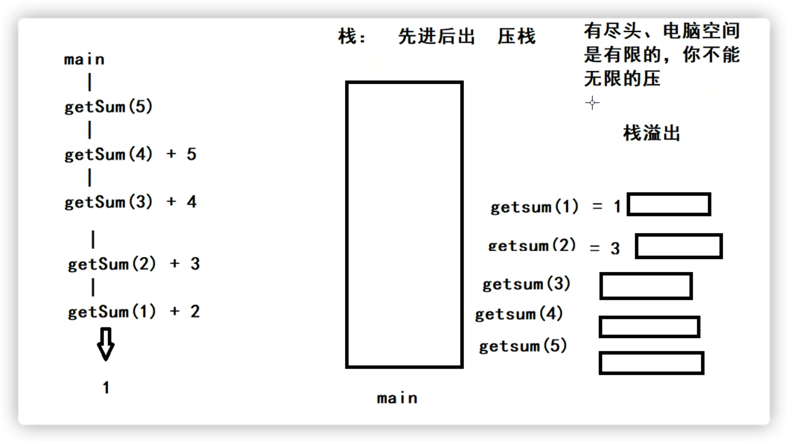 栈： 先进后出 压栈
有尽头、电脑空间
是有限的，你不能
无限的压
栈溢出
main
|
getSum(5)
|
getSum(4) + 5
|
getSum(3) + 4
|
getSum(2) + 3
|
getSum(1) + 2
1
getsum(1) = 1
getsum(2) = 3
getsum(3)
getsum(4)
getsum(5)
main